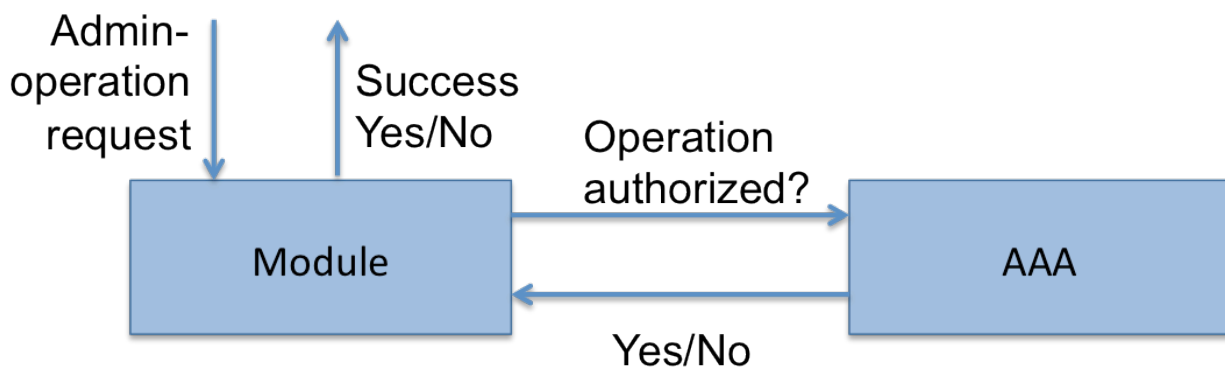 Admin-
operation
request
Success
Yes/No
Operation
authorized?
Module
AAA
Yes/No